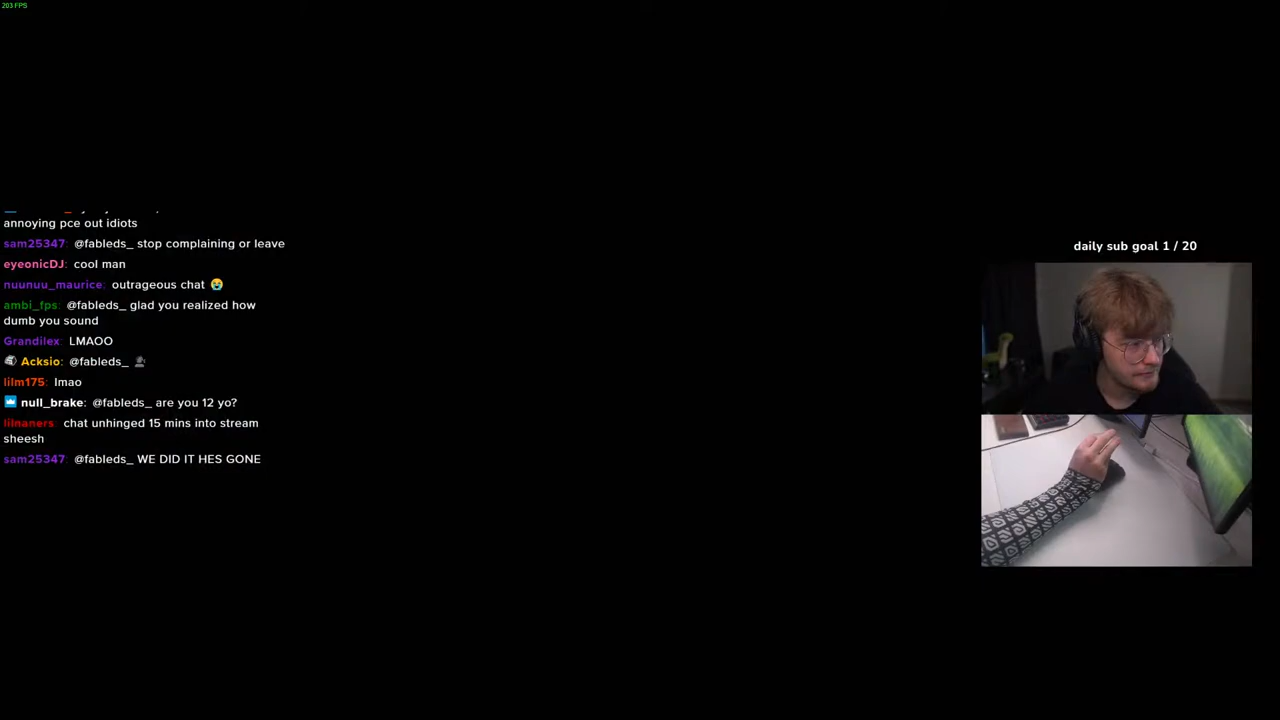 203 FPS
annoying pce out idiots
sam25347: @fableds_ stop complaining or leave
eyeonicDJ: cool man
nuunuu_maurice: outrageous chat 😭
ambi_fps: @fableds_ glad you realized how
dumb you sound
Grandilex: LMAOO
Acksio: @fableds_
lilm175: lmao
null_brake: @fableds_ are you 12 yo?
lilnaners: chat unhinged 15 mins into stream
sheesh
sam25347: @fableds_ WE DID IT HES GONE
daily sub goal 1 / 20